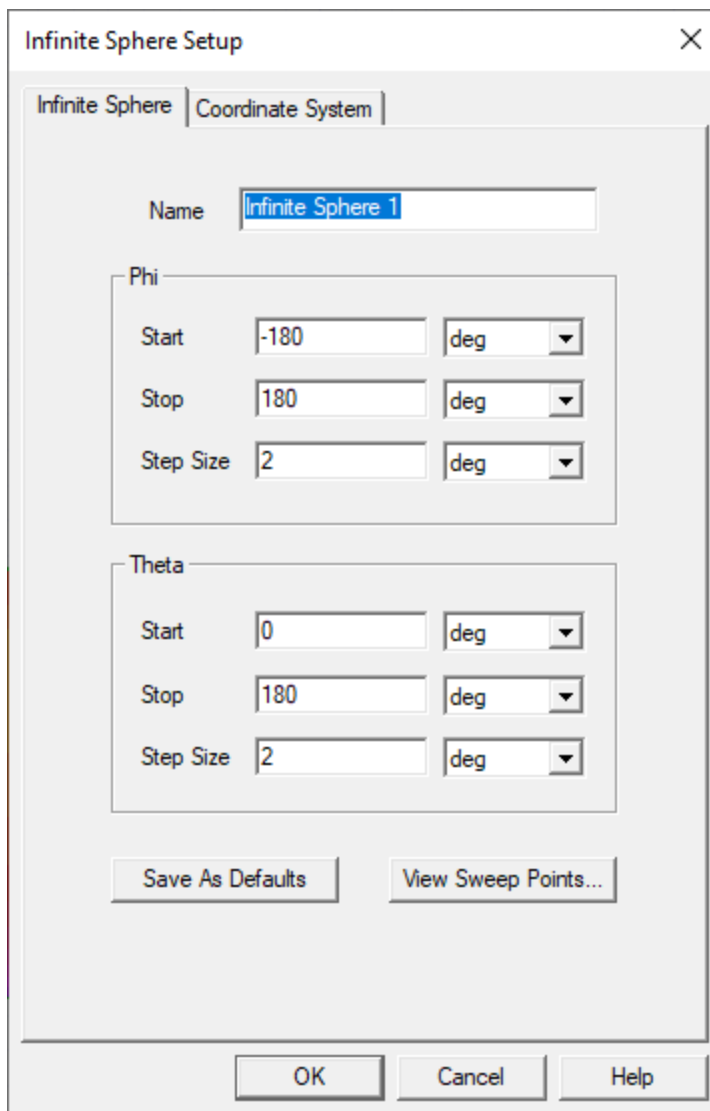 Infinite Sphere Setup
Infinite Sphere Coordinate System
Name Infinite Sphere 1
Phi
Start -180 deg
Stop 180 deg
Step Size 2 deg
Theta
Start 0 deg
Stop 180 deg
Step Size 2 deg
Save As Defaults View Sweep Points...
OK Cancel Help